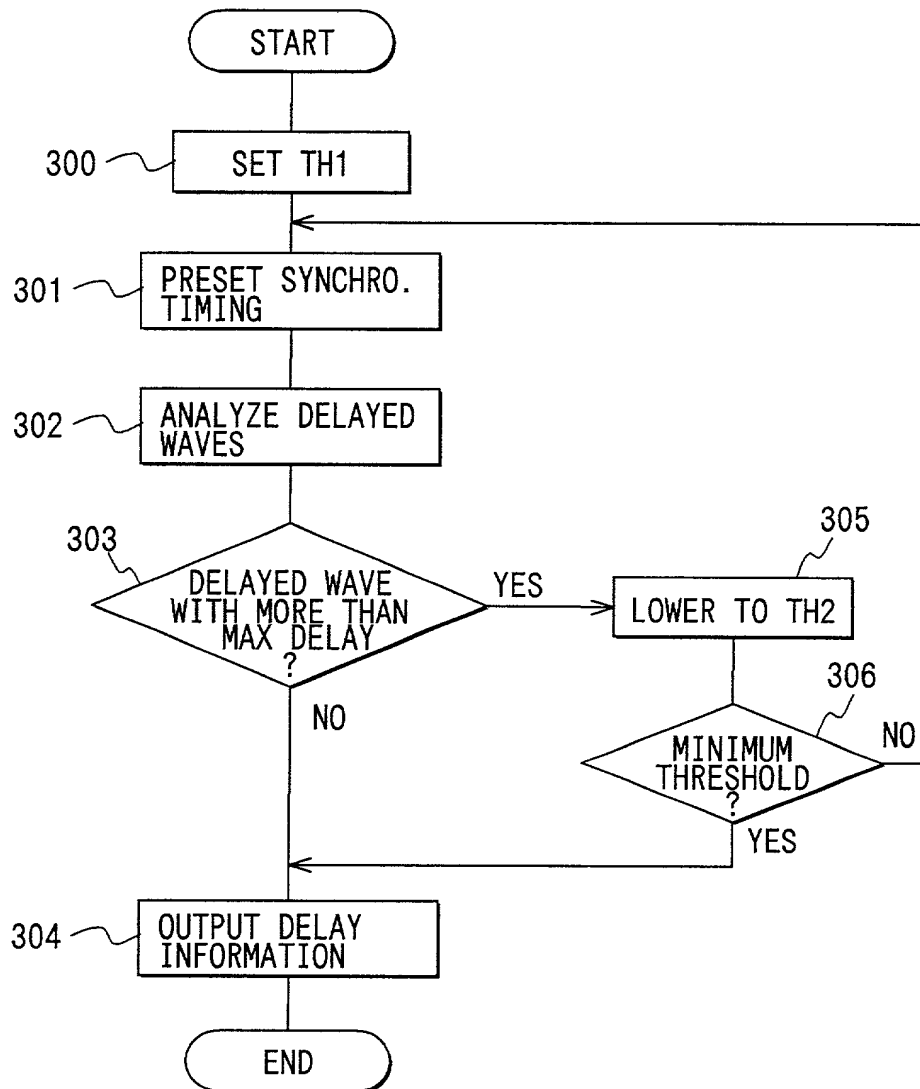 START
300
SET TH1
301
PRESET SYNCHRO.
TIMING
302
ANALYZE DELAYED
WAVES
303
DELAYED WAVE
WITH MORE THAN
MAX DELAY
?
YES
NO
305
LOWER TO TH2
306
MINIMUM
THRESHOLD
?
NO
YES
304
OUTPUT DELAY
INFORMATION
END